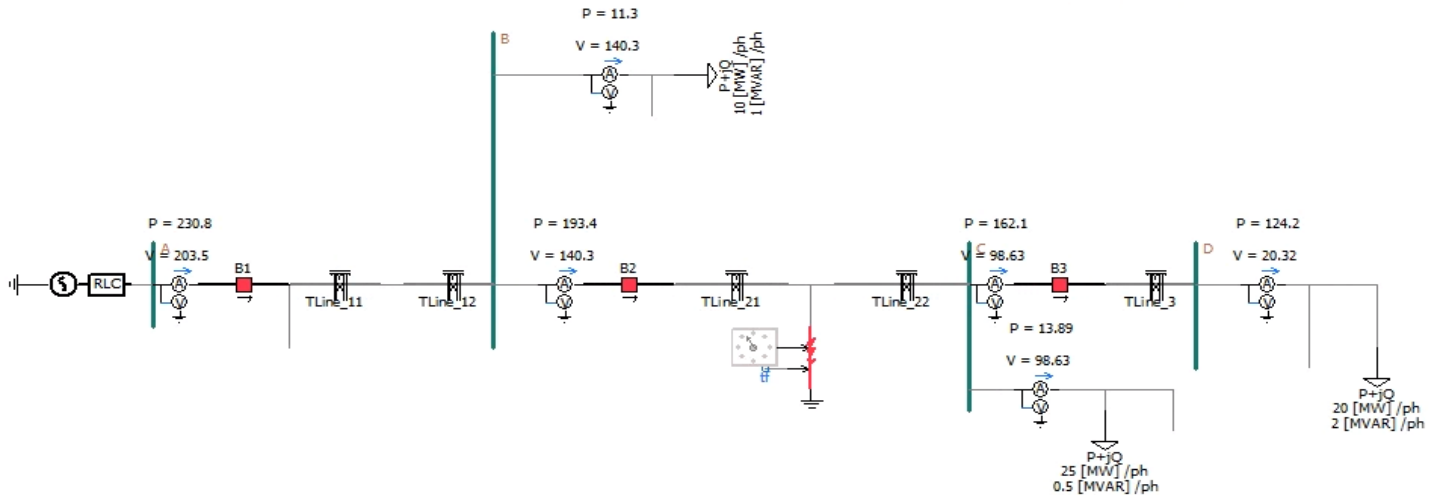 P = 11.3
B
V = 140.3
A
V
P+jQ
10 [MW] /ph
1 [MVAR] /ph
P = 230.8
P = 193.4
P = 162.1
P = 124.2
A
V = 203.5
V = 140.3
C
V = 98.63
D
V = 20.32
B1
B2
B3
RLC
A
V
A
V
A
V
A
V
TLine_11
TLine_12
TLine_21
TLine_22
TLine_3
P = 13.89
V = 98.63
A
V
P+jQ
20 [MW] /ph
2 [MVAR] /ph
P+jQ
25 [MW] /ph
0.5 [MVAR] /ph